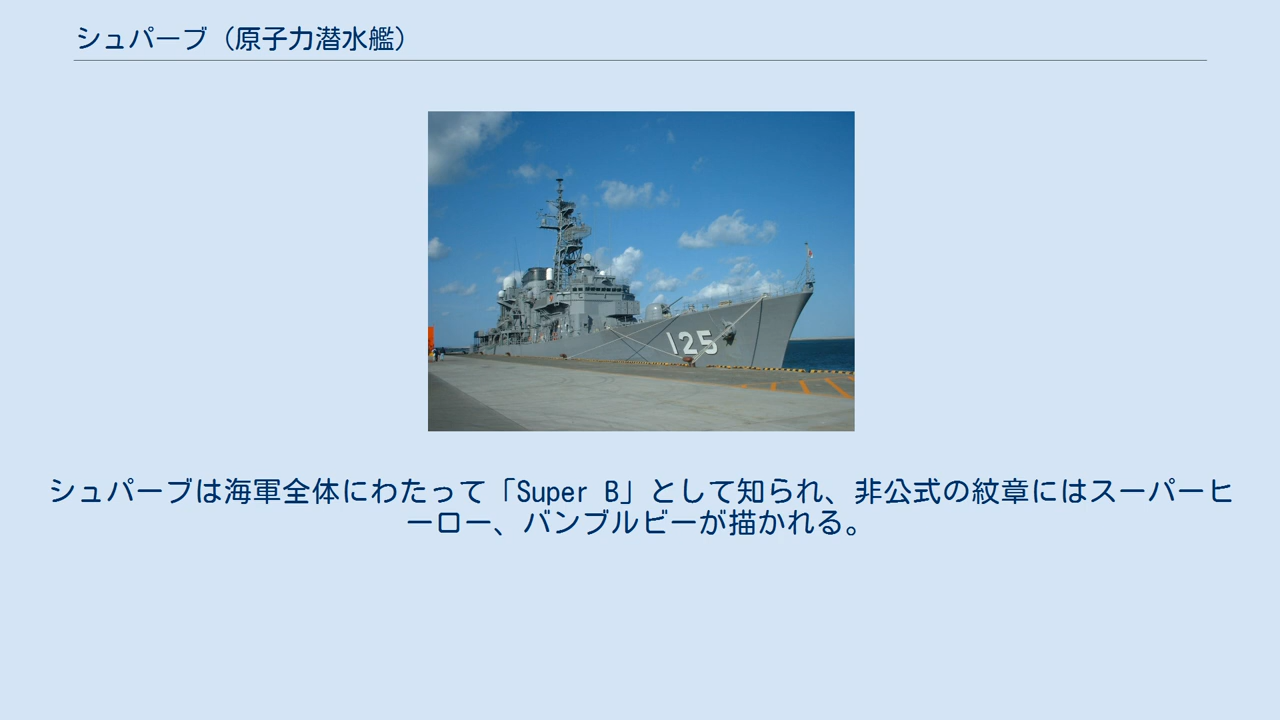 シュパーブ（原子力潜水艦）
125
シュパーブは海軍全体にわたって「Super B」として知られ、非公式の紋章にはスーパーヒ
ーロー、バンブルビーが描かれる。